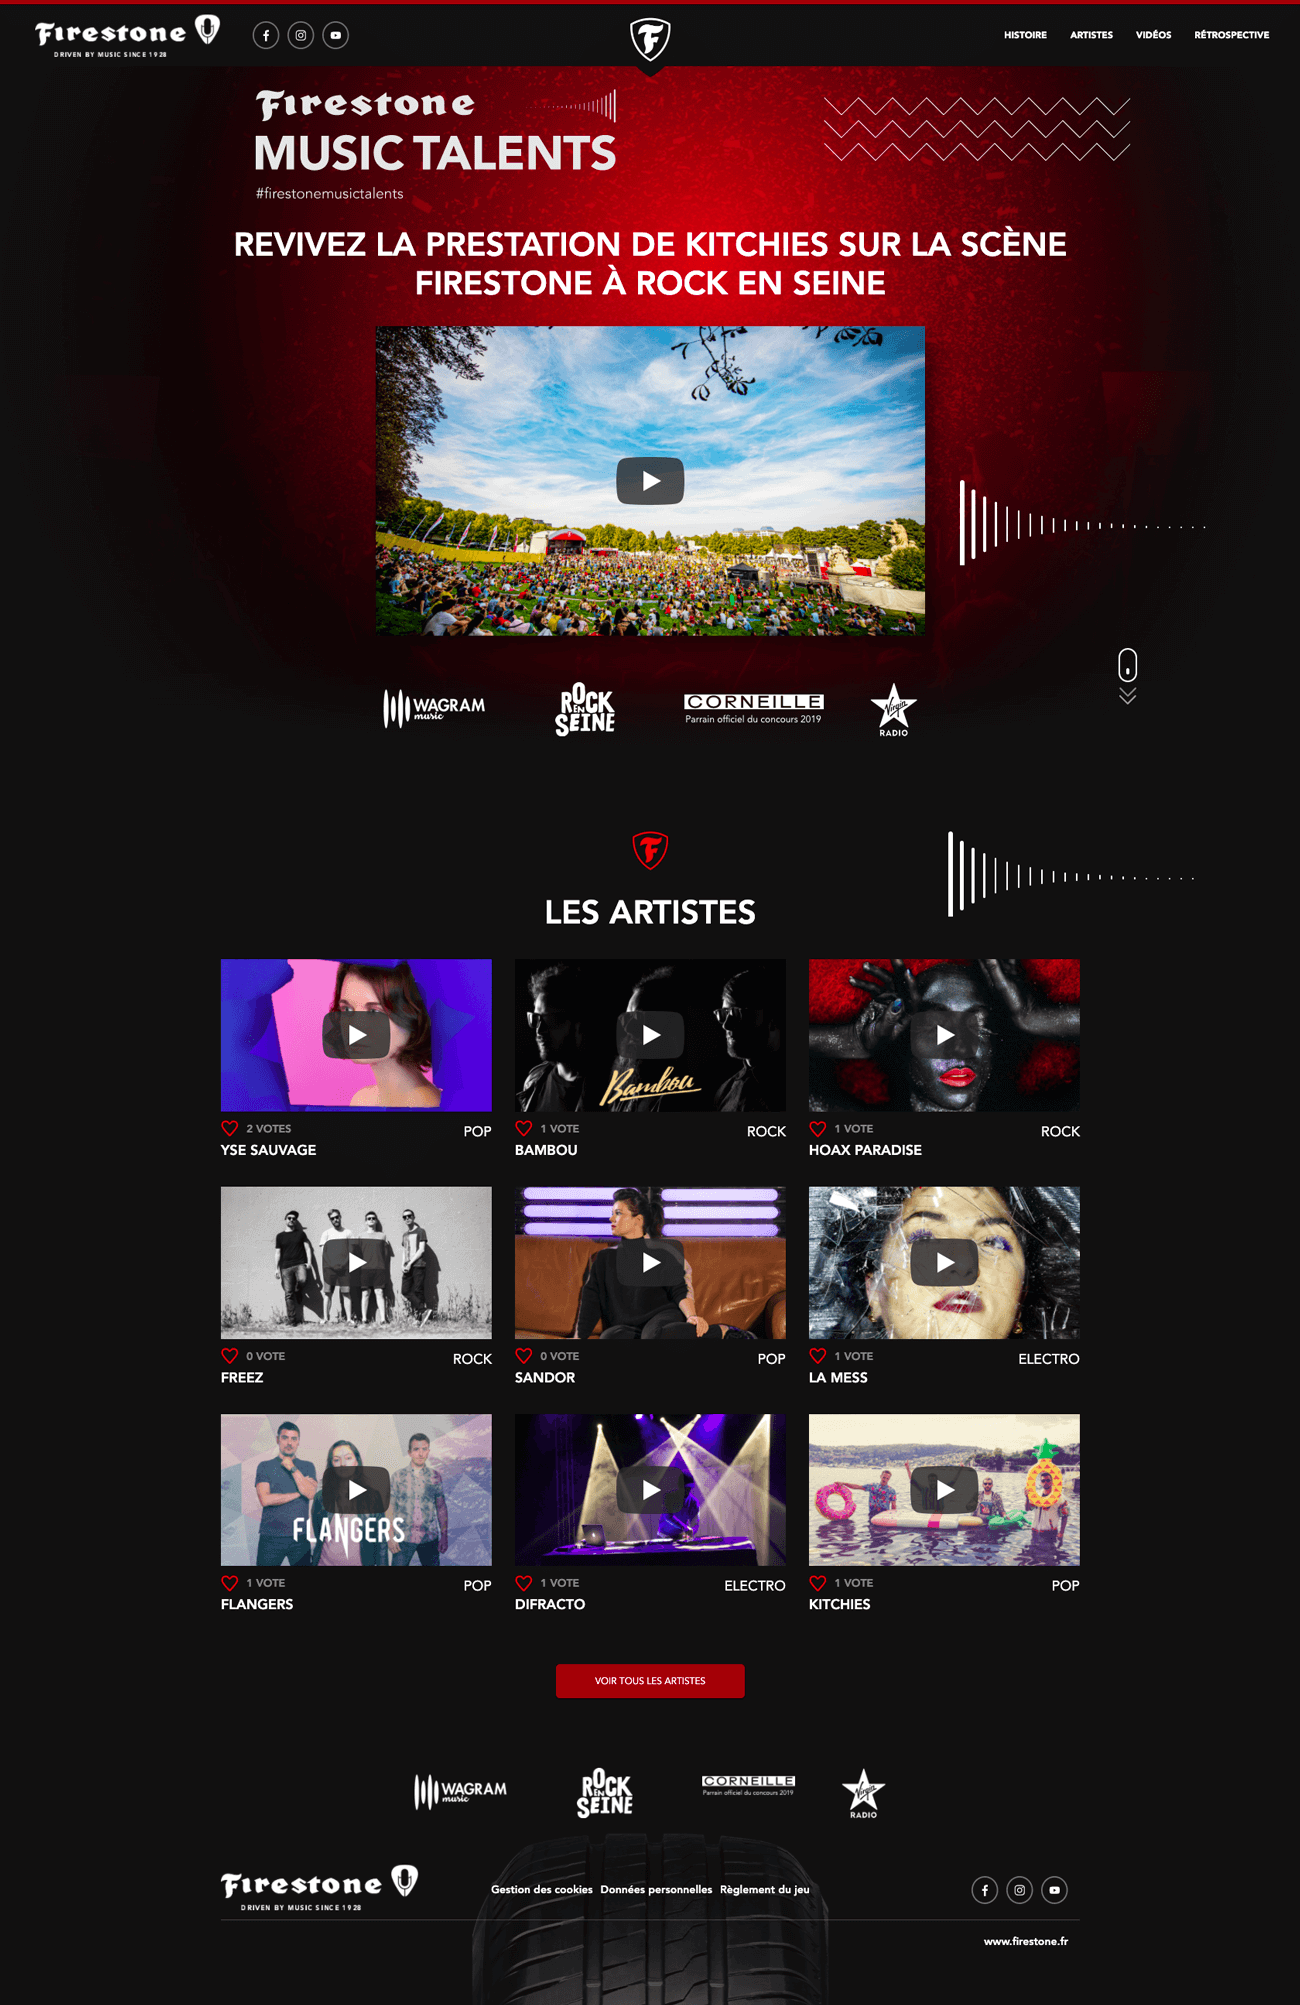 Firestone
DRIVEN BY MUSIC SINCE 1928
F
HISTOIRE ARTISTES VIDÉOS RÉTROSPECTIVE
Firestone
MUSIC TALENTS
#firestonemusictalents
REVIVEZ LA PRESTATION DE KITCHIES SUR LA SCÈNE
FIRESTONE À ROCK EN SEINE
WAGRAM
music
ROCK
EN
SEINE
CORNEILLE
Parrain officiel du concours 2019
Virgin
RADIO
F
LES ARTISTES
Bambou
2 VOTES POP
YSE SAUVAGE
1 VOTE ROCK
BAMBOU
1 VOTE ROCK
HOAX PARADISE
0 VOTE ROCK
FREEZ
0 VOTE POP
SANDOR
1 VOTE ELECTRO
LA MESS
FLANGERS
1 VOTE POP
FLANGERS
1 VOTE ELECTRO
DIFRACTO
1 VOTE POP
KITCHIES
VOIR TOUS LES ARTISTES
WAGRAM
music
ROCK
EN
SEINE
CORNEILLE
Parrain officiel du concours 2019
Virgin
RADIO
Firestone
DRIVEN BY MUSIC SINCE 1928
Gestion des cookies Données personnelles Règlement du jeu
www.firestone.fr